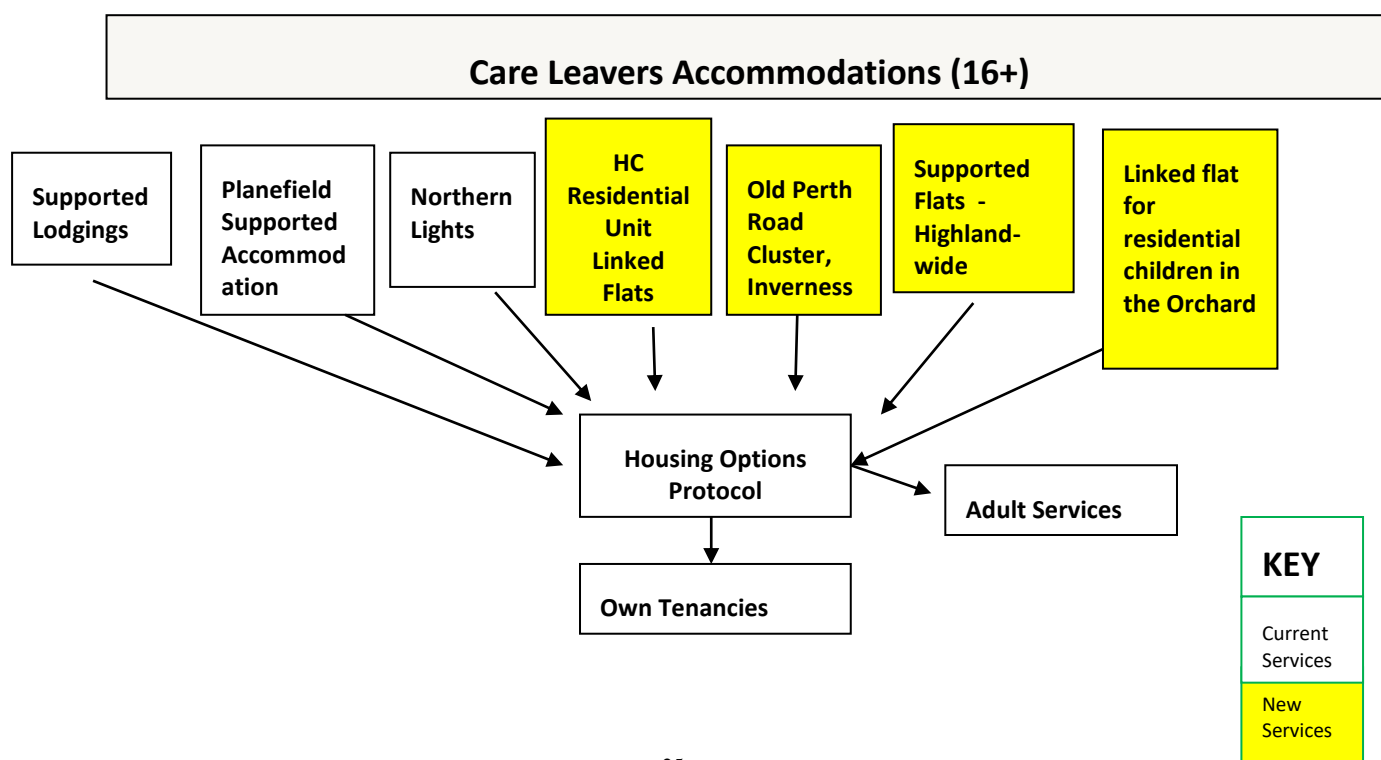 Care Leavers Accommodations (16+)
Supported
Lodgings
Planefield
Supported
Accommod
ation
Northern
Lights
HC
Residential
Unit
Linked
Flats
Old Perth
Road
Cluster,
Inverness
Supported
Flats -
Highland-
wide
Linked flat
for
residential
children in
the Orchard
Housing Options
Protocol
Adult Services
Own Tenancies
KEY
Current
Services
New
Services